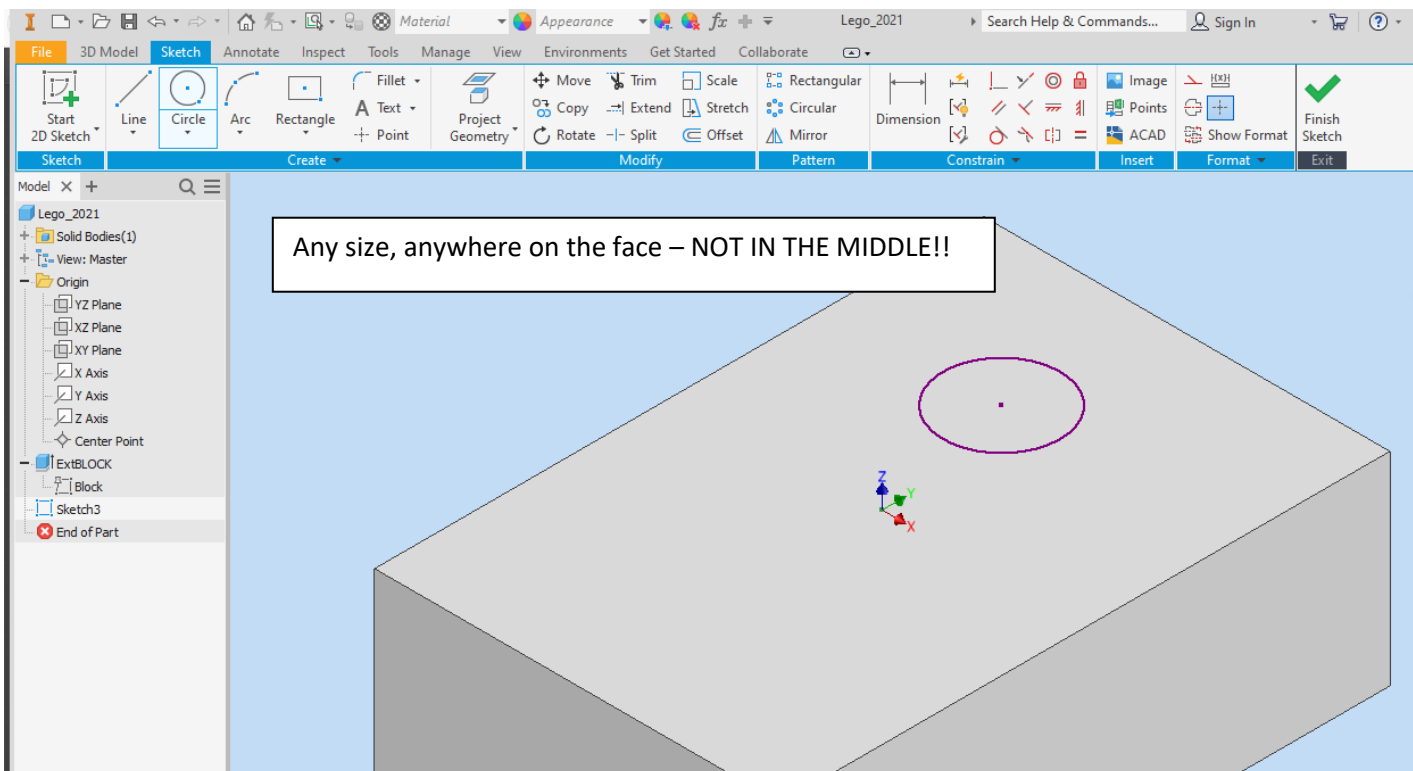 Material Appearance fx Lego_2021 Search Help & Commands... Sign In
File 3D Model Sketch Annotate Inspect Tools Manage View Environments Get Started Collaborate
Start 2D Sketch
Line
Circle
Arc
Rectangle
Fillet
Text
Point
Project Geometry
Move Trim Scale
Copy Extend Stretch
Rotate Split Offset
Rectangular
Circular
Mirror
Dimension
Image
Points
ACAD
Show Format
Finish Sketch
Sketch Create Modify Pattern Constrain Insert Format Exit
Model
Lego_2021
Solid Bodies(1)
View: Master
Origin
YZ Plane
XZ Plane
XY Plane
X Axis
Y Axis
Z Axis
Center Point
ExtBLOCK
Block
Sketch3
End of Part
Any size, anywhere on the face – NOT IN THE MIDDLE!!
Z
Y
X